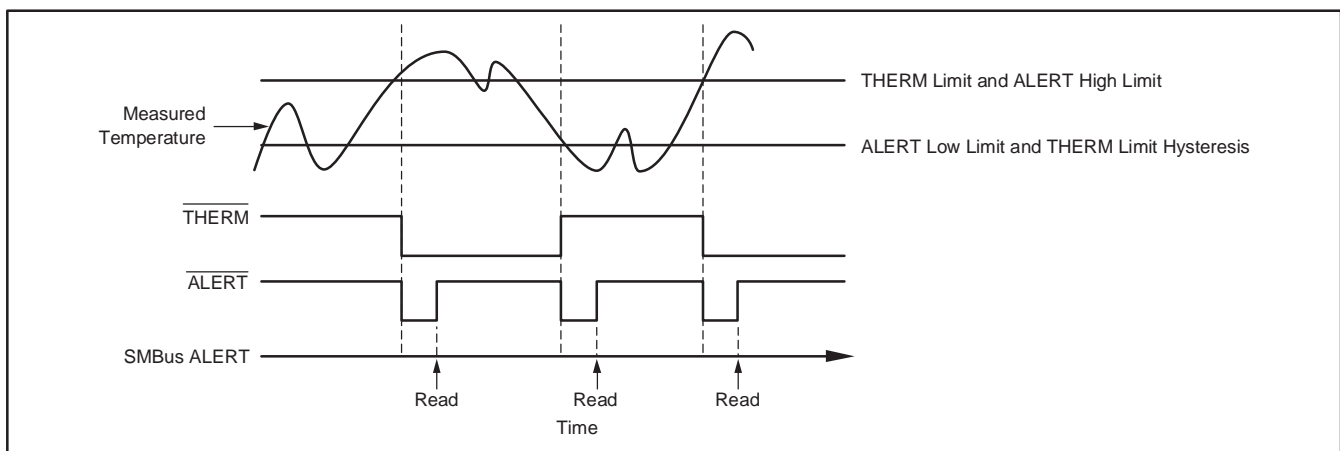 THERM Limit and ALERT High Limit
Measured
Temperature
ALERT Low Limit and THERM Limit Hysteresis
THERM
ALERT
SMBus ALERT
Read
Read
Read
Time